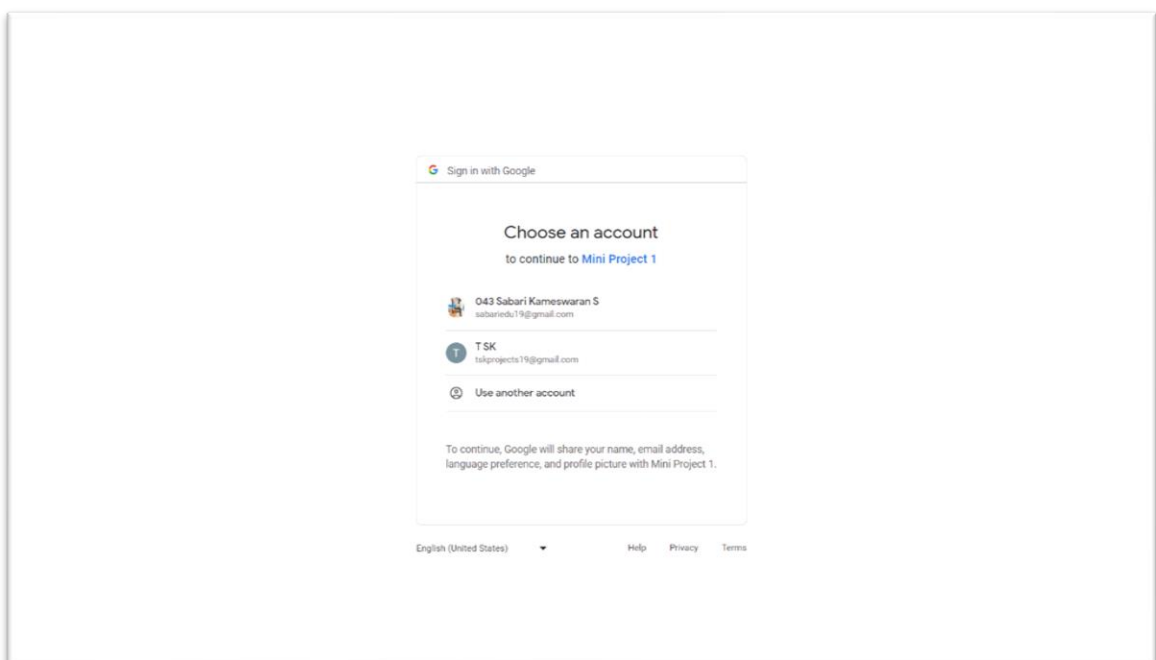 Sign in with Google
Choose an account
to continue to Mini Project 1
043 Sabari Kameswaran S
sabariedu19@gmail.com
T
T SK
tskprojects19@gmail.com
Use another account
To continue, Google will share your name, email address,
language preference, and profile picture with Mini Project 1.
English (United States) Help Privacy Terms